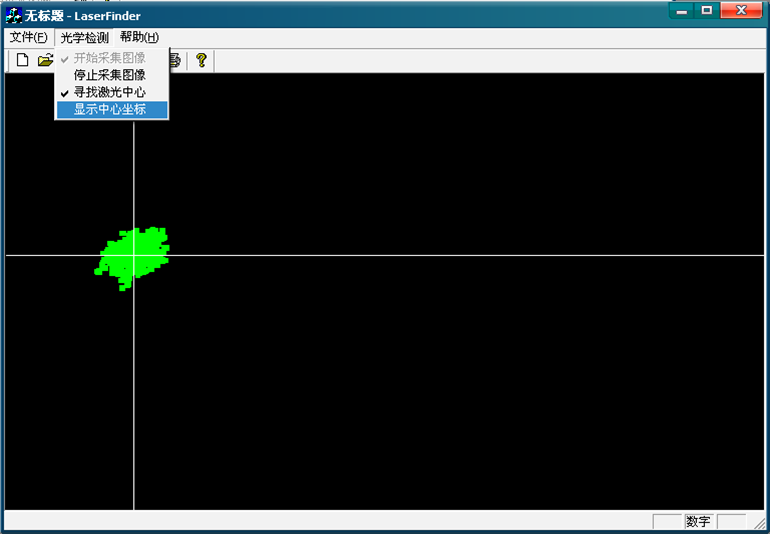 无标题 - LaserFinder
文件(F) 光学检测 帮助(H)
开始采集图像
停止采集图像
寻找激光中心
显示中心坐标
数字